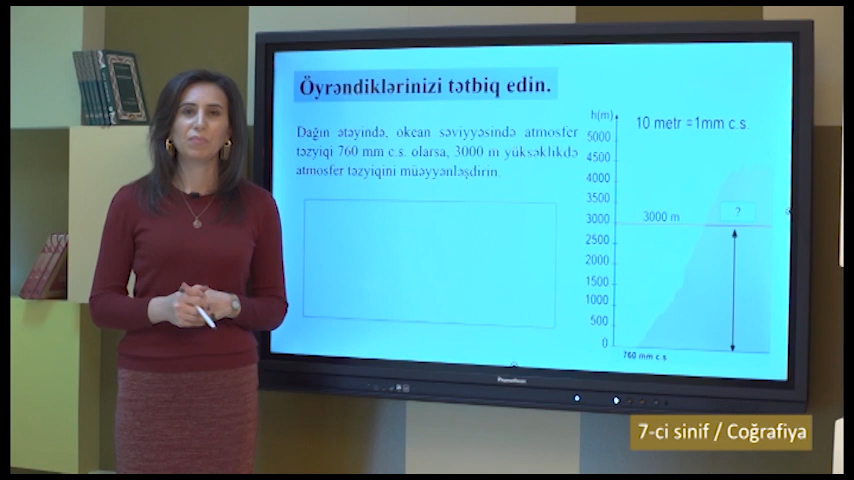 Öyrəndiklərinizi tətbiq edin.
Dağın ətəyində, okean səviyyəsində atmosfer
təzyiqi 760 mm c.s. olarsa, 3000 m yüksəklikdə
atmosfer təzyiqini müəyyənləşdirin.
h(m)
10 metr =1mm c.s.
5000
4500
4000
3500
3000
3000 m
?
2500
2000
1500
1000
500
0
760 mm c.s.
7-ci sinif / Coğrafiya